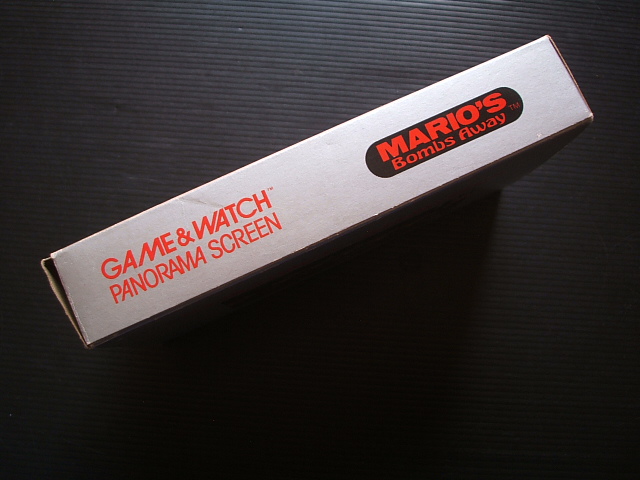 GAME & WATCH™
PANORAMA SCREEN
MARIO'S™
Bombs Away